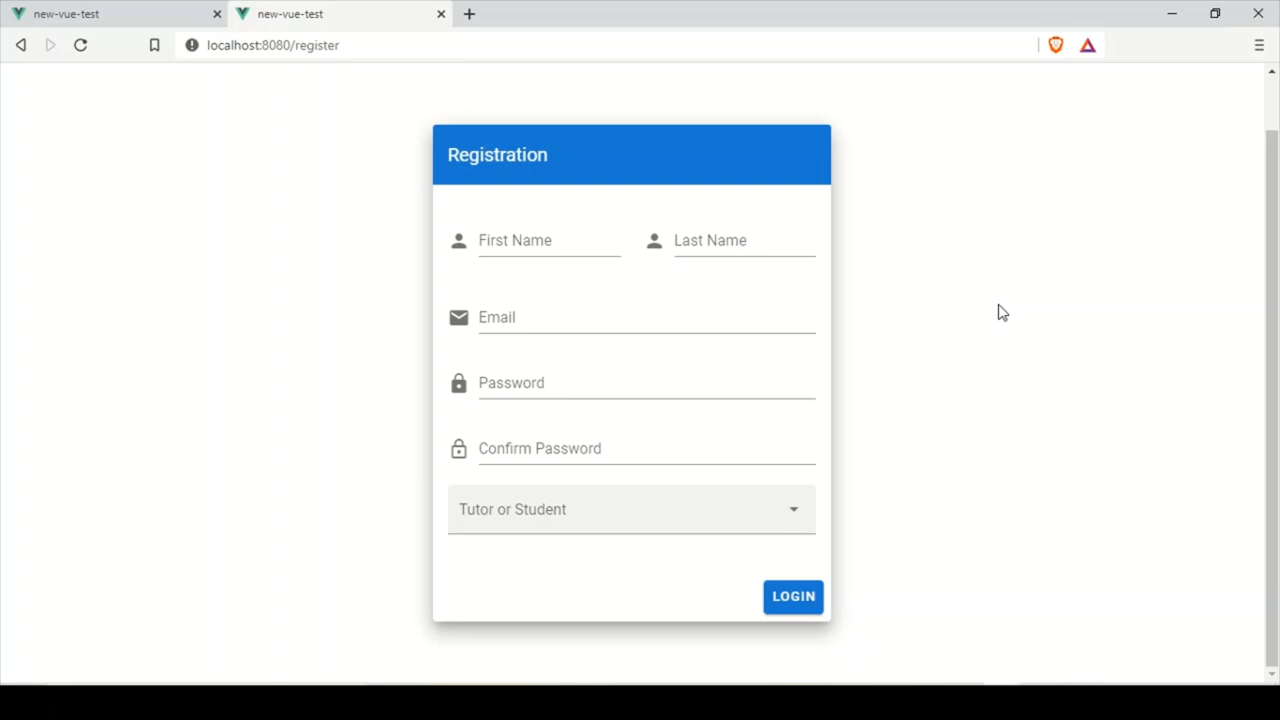 new-vue-test
new-vue-test
localhost:8080/register
Registration
First Name
Last Name
Email
Password
Confirm Password
Tutor or Student
LOGIN